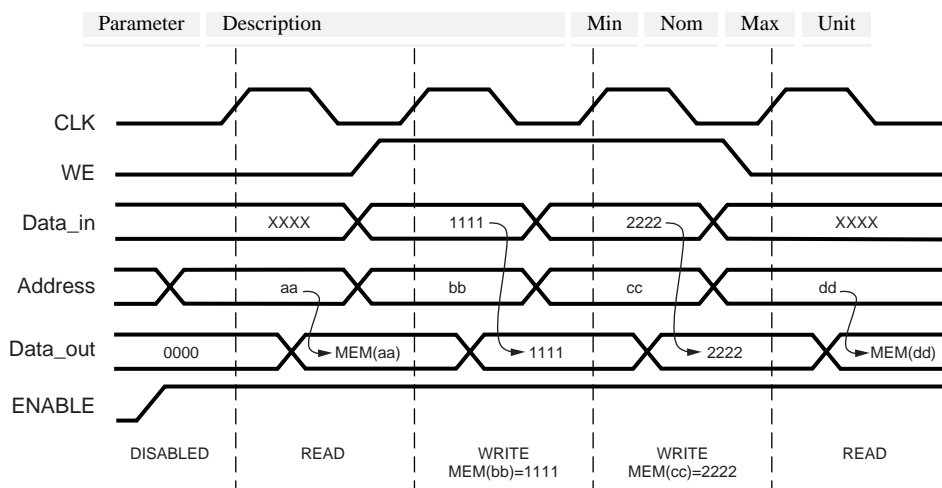 Parameter Description Min Nom Max Unit
CLK
WE
Data_in XXXX 1111 2222 XXXX
Address aa bb cc dd
Data_out 0000 MEM(aa) 1111 2222 MEM(dd)
ENABLE
DISABLED READ WRITE WRITE READ
MEM(bb)=1111 MEM(cc)=2222